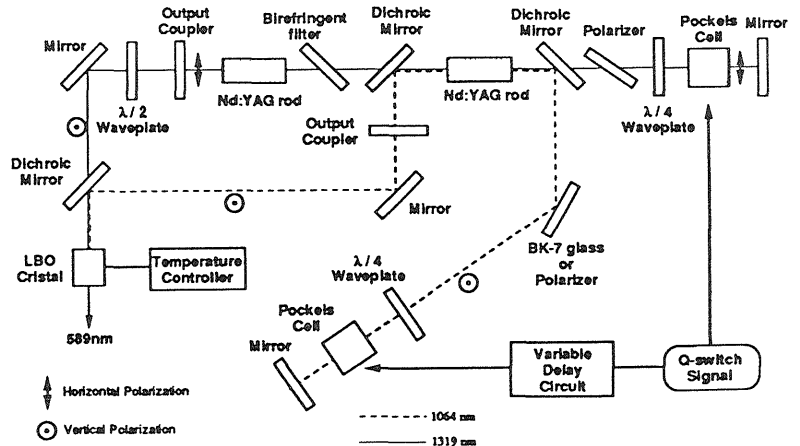 Mirror
Output
Coupler
Birefringent
filter
Dichroic
Mirror
Dichroic
Mirror
Polarizer
Pockels
Cell
Mirror
λ / 2
Waveplate
Nd:YAG rod
Nd:YAG rod
λ / 4
Waveplate
Output
Coupler
Dichroic
Mirror
Mirror
BK-7 glass
or
Polarizer
LBO
Cristal
Temperature
Controller
λ / 4
Waveplate
Pockels
Cell
589nm
Mirror
Variable
Delay
Circuit
Q-switch
Signal
Horizontal Polarization
Vertical Polarization
1064 nm
1319 nm